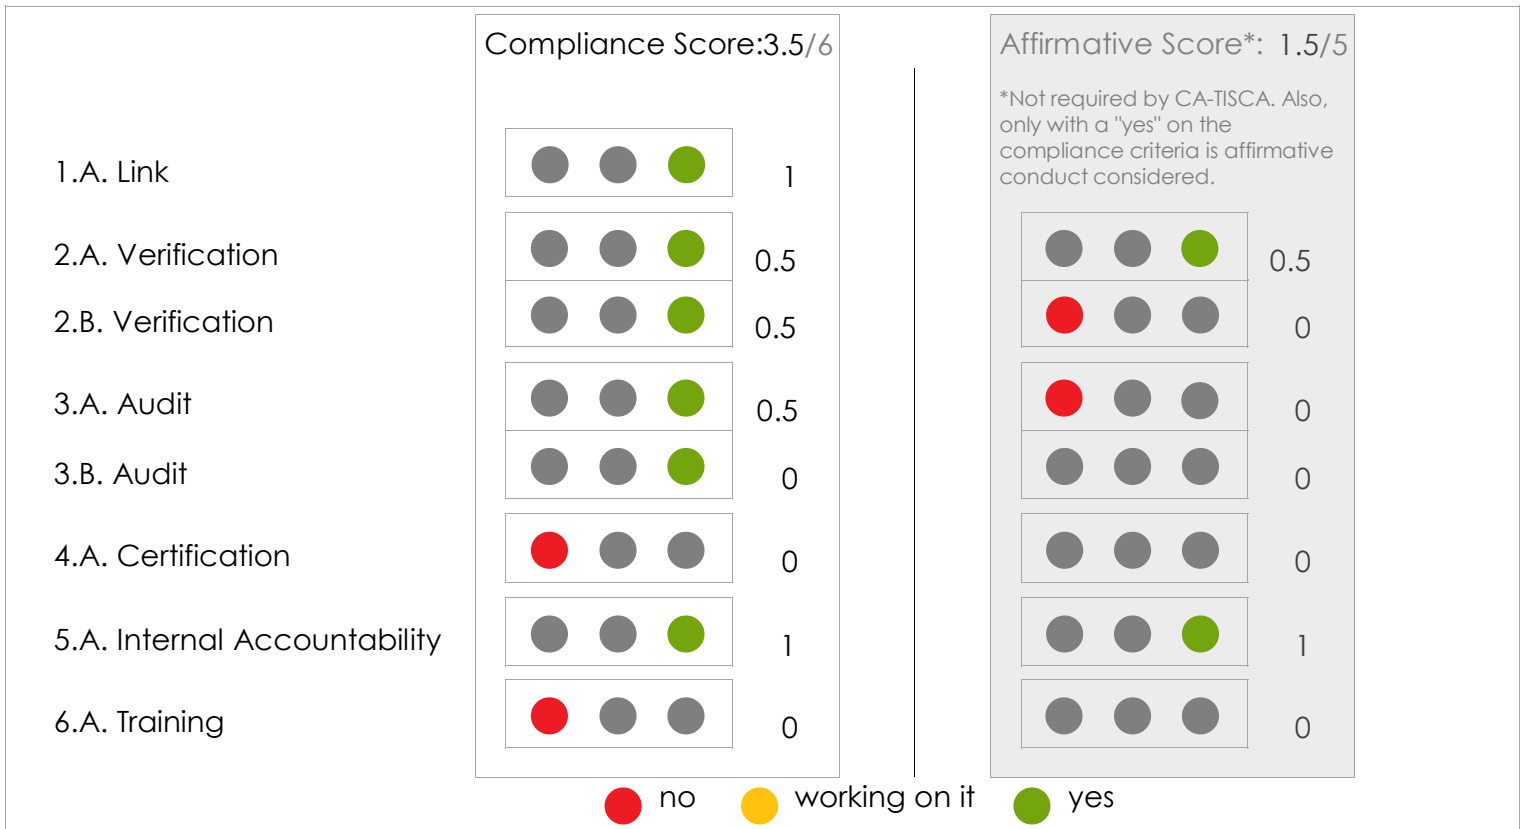 Compliance Score:3.5/6
Affirmative Score*: 1.5/5
*Not required by CA-TISCA. Also,
only with a "yes" on the
compliance criteria is affirmative
conduct considered.
1.A. Link 1
2.A. Verification 0.5 0.5
2.B. Verification 0.5 0
3.A. Audit 0.5 0
3.B. Audit 0 0
4.A. Certification 0 0
5.A. Internal Accountability 1 1
6.A. Training 0 0
no working on it yes